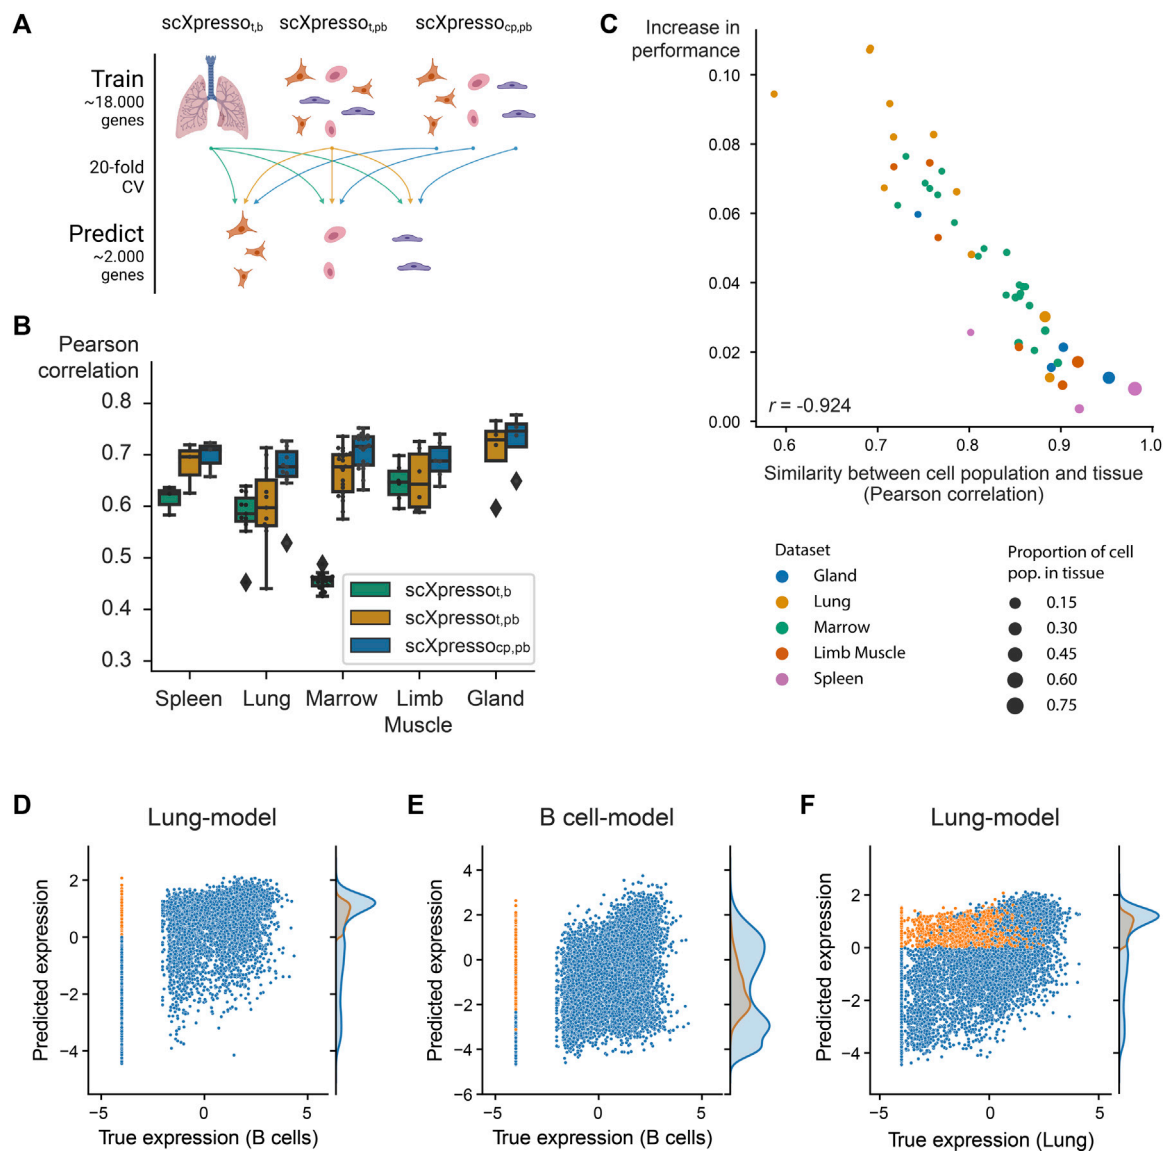 A
scXpressot,b
scXpressot,pb
scXpressocp,pb
Train
~18.000
genes
20-fold
CV
Predict
~2.000
genes
B
Pearson
correlation
0.8
0.7
0.6
0.5
0.4
0.3
scXpressot,b
scXpressot,pb
scXpressocp,pb
Spleen
Lung
Marrow
Limb
Muscle
Gland
C
Increase in
performance
0.10
0.08
0.06
0.04
0.02
0.00
r = -0.924
0.6
0.7
0.8
0.9
1.0
Similarity between cell population and tissue
(Pearson correlation)
Dataset
Gland
Lung
Marrow
Limb Muscle
Spleen
Proportion of cell
pop. in tissue
0.15
0.30
0.45
0.60
0.75
D
Lung-model
Predicted expression
2
0
−2
−4
−5
0
5
True expression (B cells)
E
B cell-model
Predicted expression
4
2
0
−2
−4
−6
−5
0
5
True expression (B cells)
F
Lung-model
Predicted expression
2
0
−2
−4
−5
0
5
True expression (Lung)